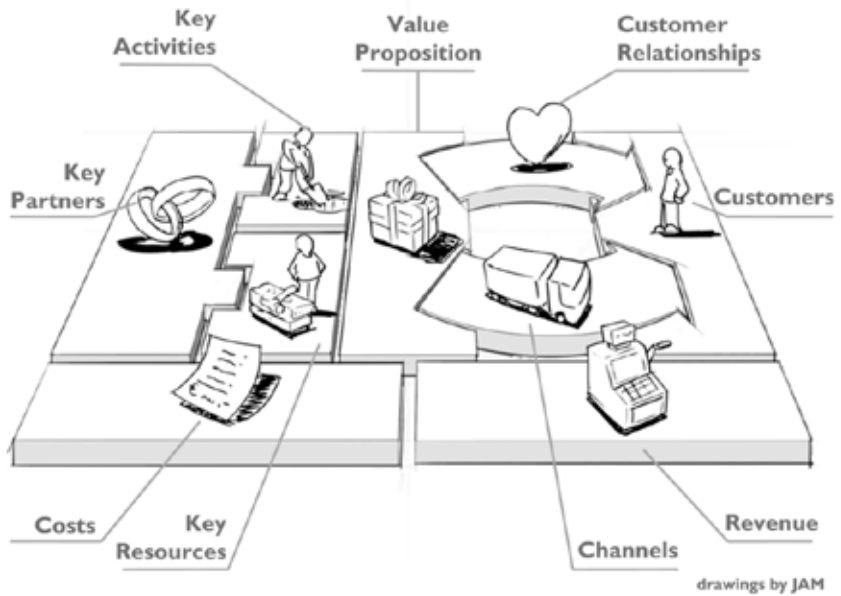 Key
Activities
Value
Proposition
Customer
Relationships
Key
Partners
Customers
Costs
Key
Resources
Channels
Revenue
drawings by JAM